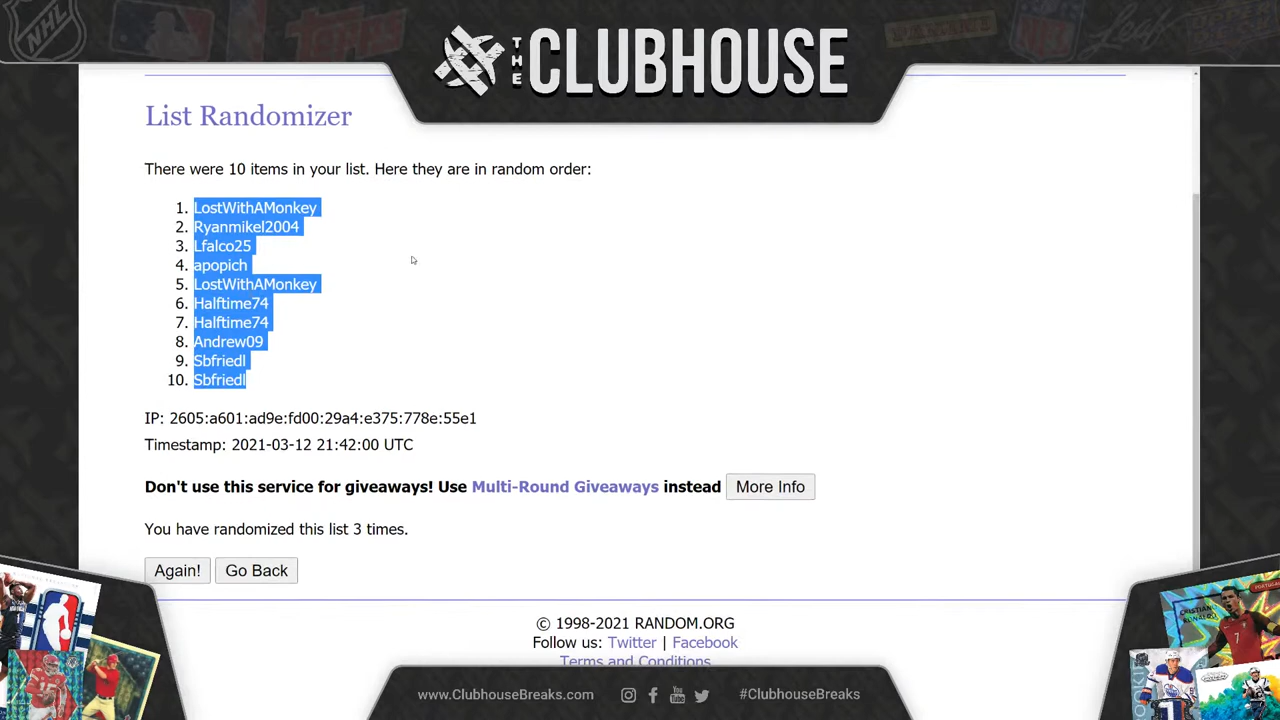 THE CLUBHOUSE
List Randomizer
There were 10 items in your list. Here they are in random order:
1. LostWithAMonkey
2. Ryanmikel2004
3. Lfalco25
4. apopich
5. LostWithAMonkey
6. Halftime74
7. Halftime74
8. Andrew09
9. Sbfriedl
10. Sbfriedl
IP: 2605:a601:ad9e:fd00:29a4:e375:778e:55e1
Timestamp: 2021-03-12 21:42:00 UTC
Don't use this service for giveaways! Use Multi-Round Giveaways instead More Info
You have randomized this list 3 times.
Again! Go Back
© 1998-2021 RANDOM.ORG
Follow us: Twitter | Facebook
Terms and Conditions
www.ClubhouseBreaks.com #ClubhouseBreaks